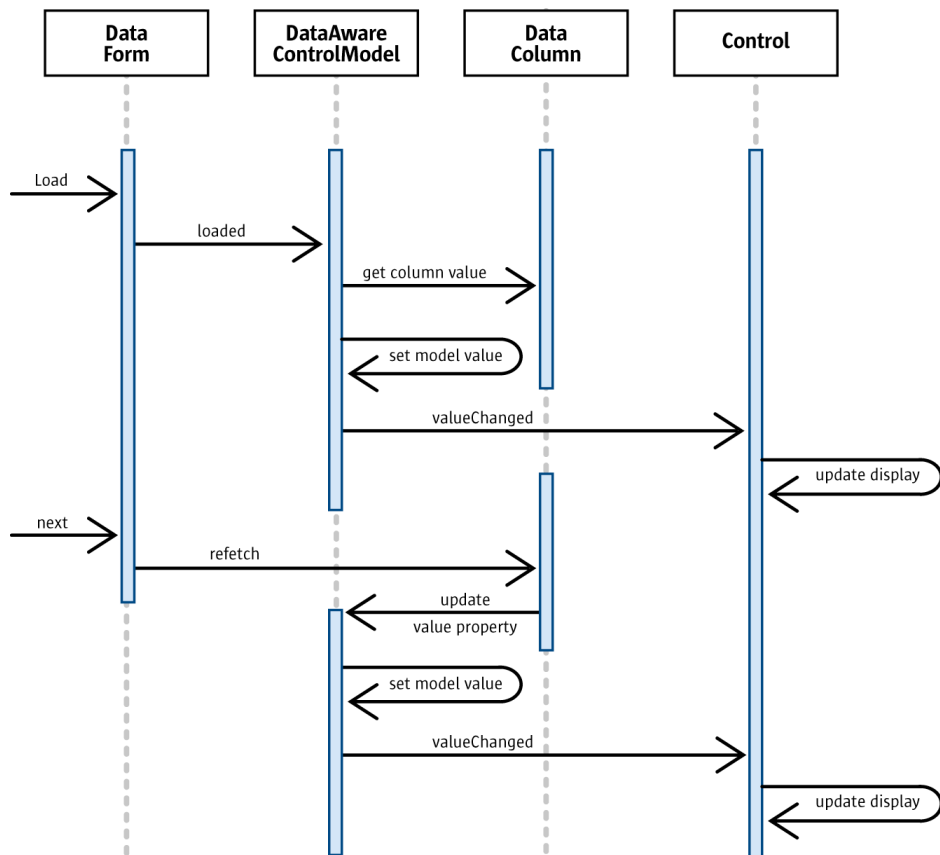 Data
Form
DataAware
ControlModel
Data
Column
Control
Load
loaded
get column value
set model value
valueChanged
update display
next
refetch
update
value property
set model value
valueChanged
update display